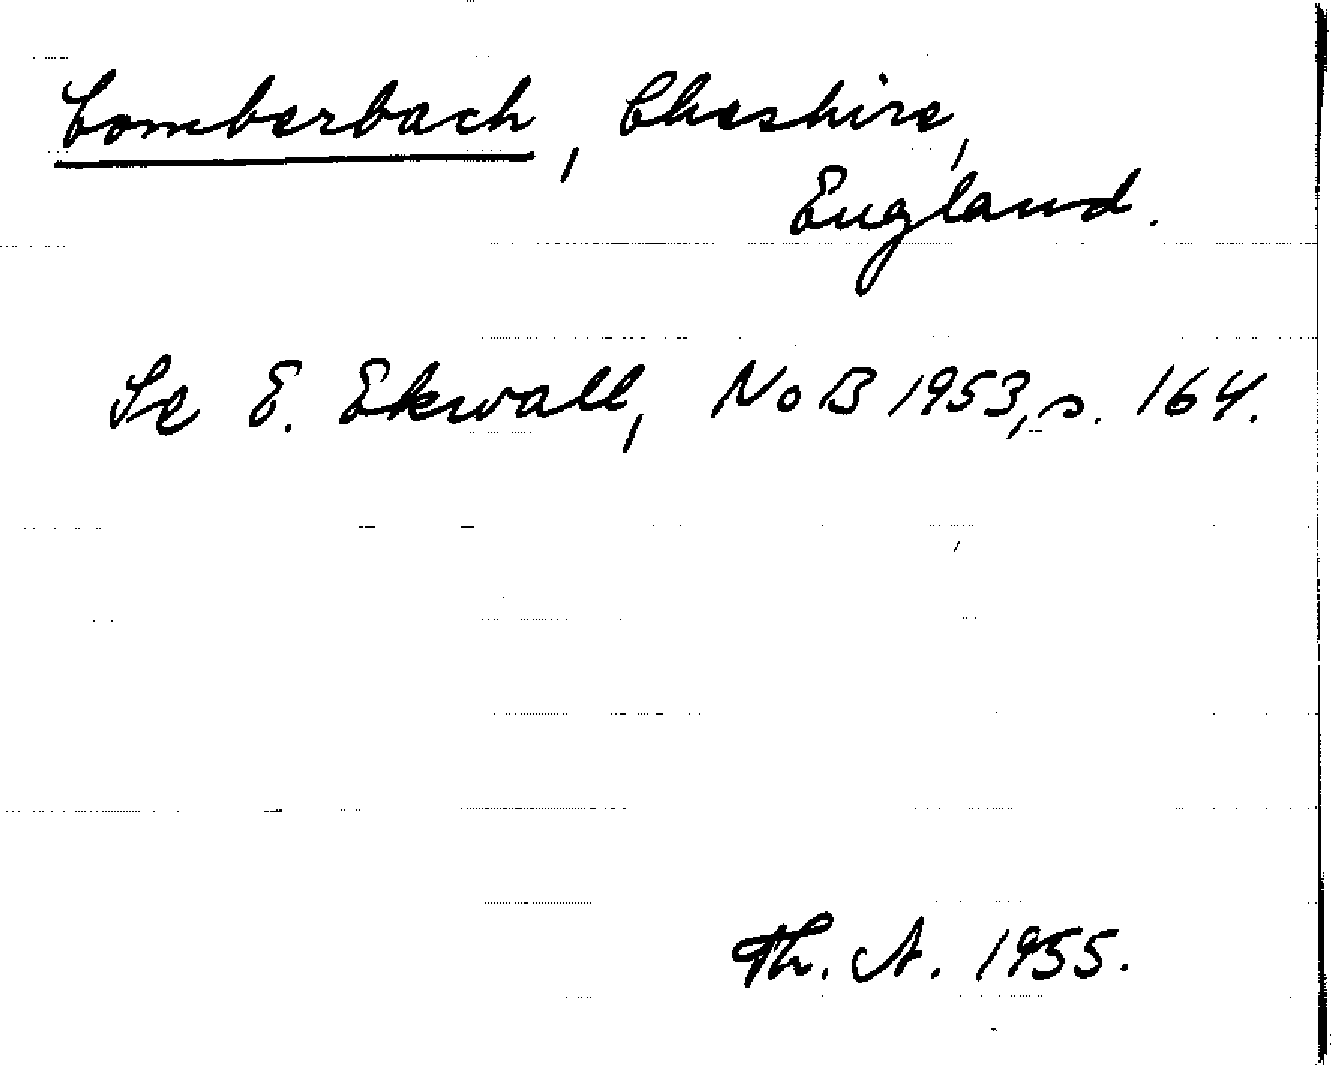 Comberbach, Cheshire,
England.
Se E. Ekwall, NoB 1953, s. 164.
Th. A. 1955.